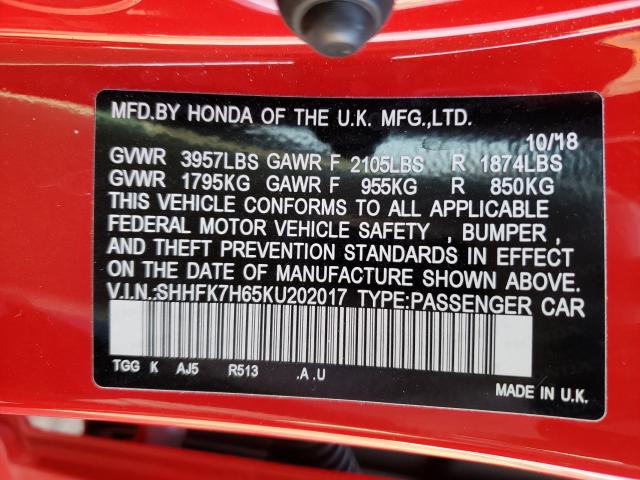 MFD.BY HONDA OF THE U.K. MFG.,LTD.
10/18
GVWR 3957LBS GAWR F 2105LBS R 1874LBS
GVWR 1795KG GAWR F 955KG R 850KG
THIS VEHICLE CONFORMS TO ALL APPLICABLE
FEDERAL MOTOR VEHICLE SAFETY , BUMPER ,
AND THEFT PREVENTION STANDARDS IN EFFECT
ON THE DATE OF MANUFACTURE SHOWN ABOVE.
V.I.N.:SHHFK7H65KU202017 TYPE:PASSENGER CAR
TGG K AJ5 R513 .A .U
MADE IN U.K.